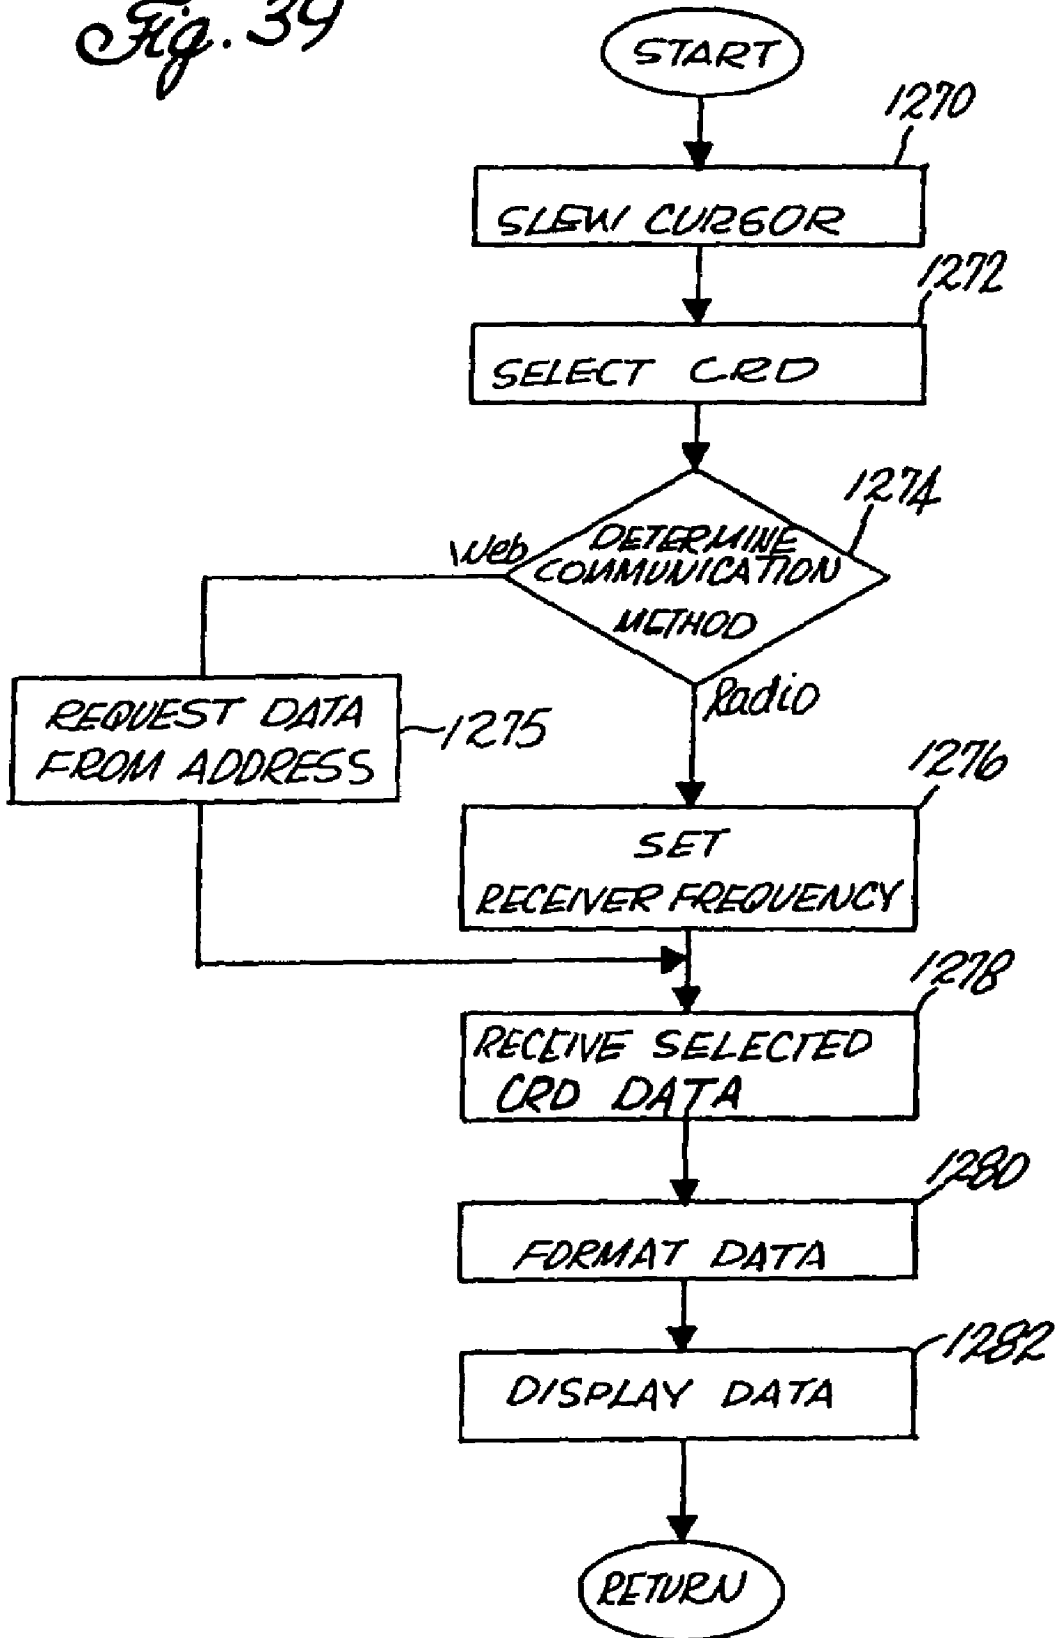 Fig. 39
START
1270
SLEW CURSOR
1272
SELECT CRD
1274
DETERMINE
COMMUNICATION
METHOD
Web
Radio
REQUEST DATA
FROM ADDRESS
1275
1276
SET
RECEIVER FREQUENCY
1278
RECEIVE SELECTED
CRD DATA
1280
FORMAT DATA
1282
DISPLAY DATA
RETURN